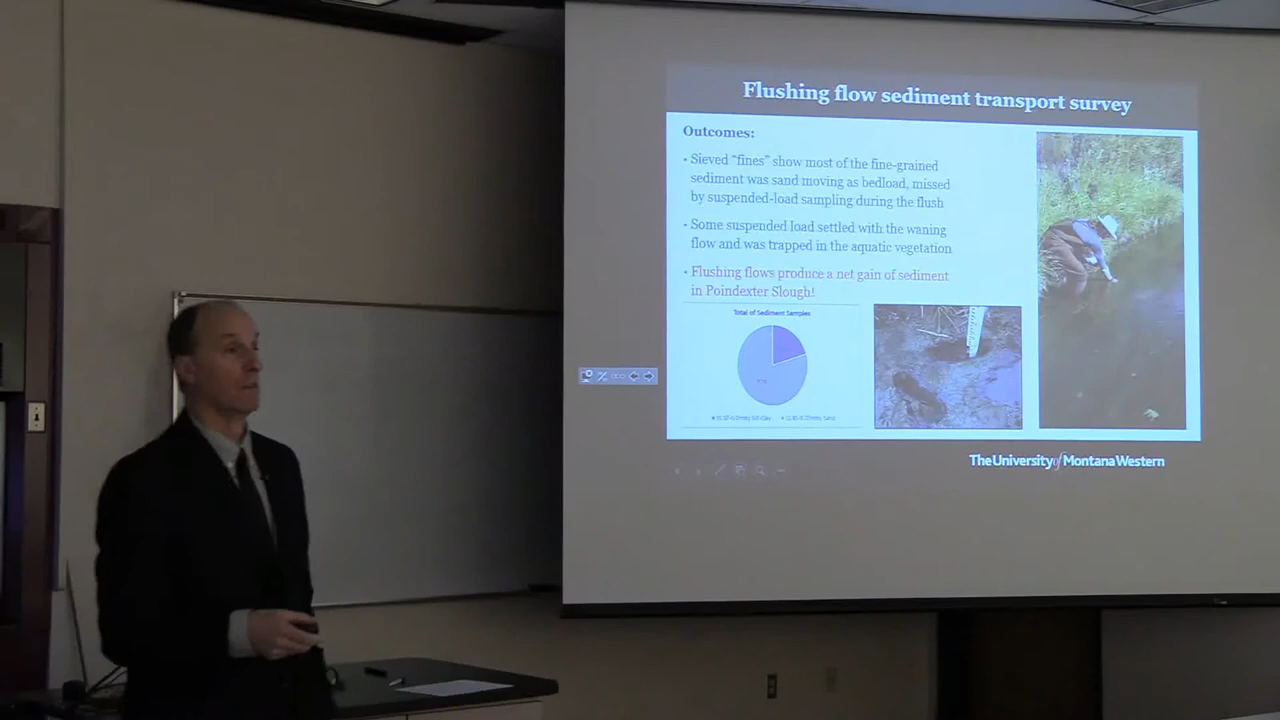 Flushing flow sediment transport survey
Outcomes:
• Sieved "fines" show most of the fine-grained
sediment was sand moving as bedload, missed
by suspended-load sampling during the flush
• Some suspended load settled with the waning
flow and was trapped in the aquatic vegetation
• Flushing flows produce a net gain of sediment
in Poindexter Slough!
Total of Sediment Samples
The University of Montana Western